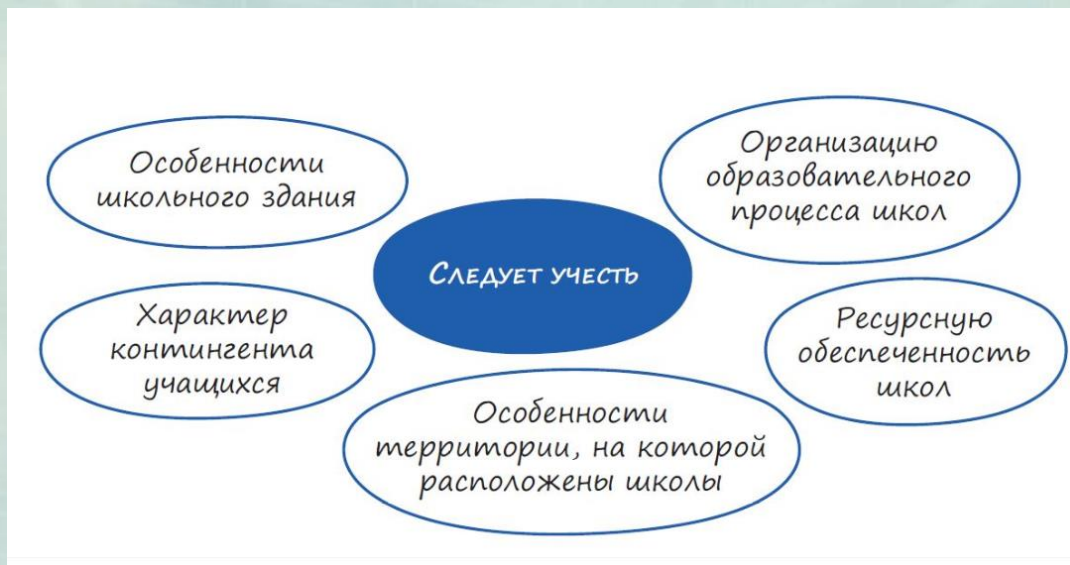 Особенности
школьного здания
Организацию
образовательного
процесса школ
Следует учесть
Характер
контингента
учащихся
Ресурсную
обеспеченность
школ
Особенности
территории, на которой
расположены школы